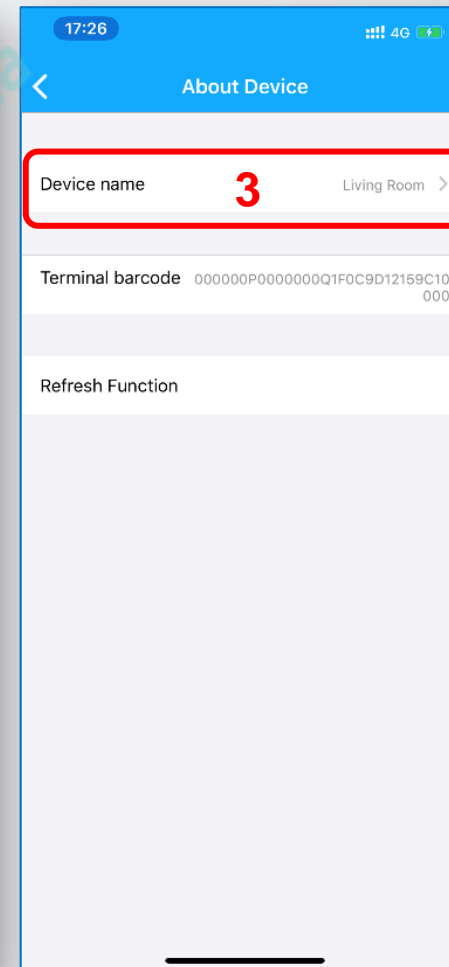 17:26
4G
About Device
Device name
3
Living Room
Terminal barcode
000000P0000000Q1F0C9D12159C10
000
Refresh Function